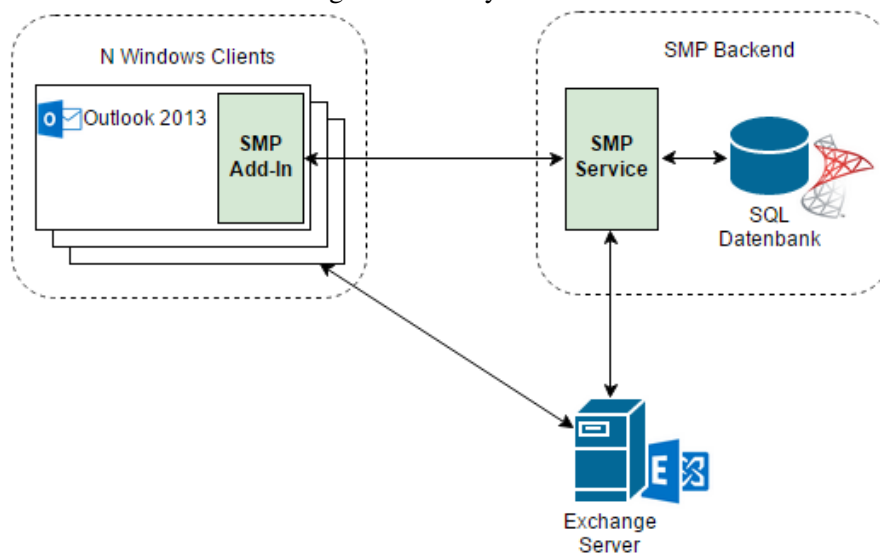 N Windows Clients
SMP Backend
Outlook 2013
SMP
Add-In
SMP
Service
SQL
Datenbank
Exchange
Server